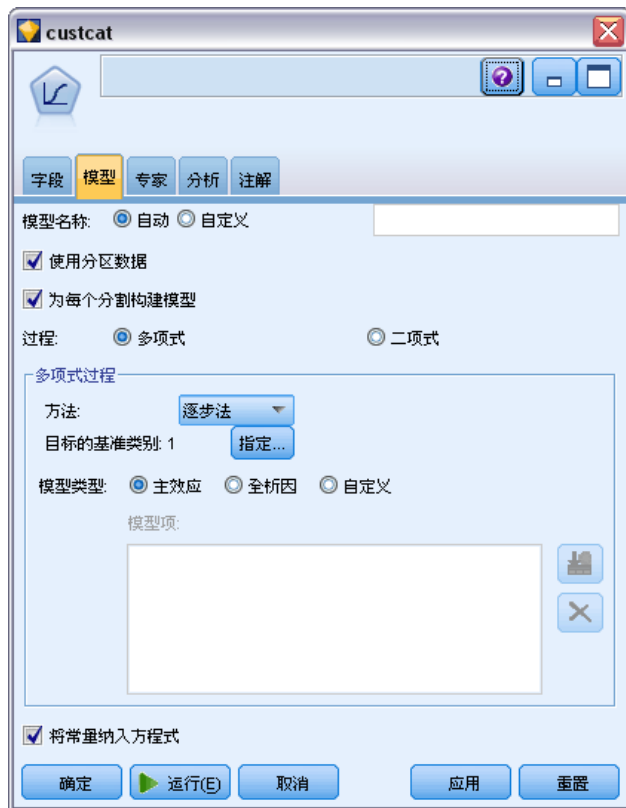 custcat
字段 模型 专家 分析 注解
模型名称: 自动 自定义
使用分区数据
为每个分割构建模型
过程: 多项式 二项式
多项式过程
方法: 逐步法
目标的基准类别: 1 指定...
模型类型: 主效应 全析因 自定义
模型项:
将常量纳入方程式
确定 运行(E) 取消 应用 重置